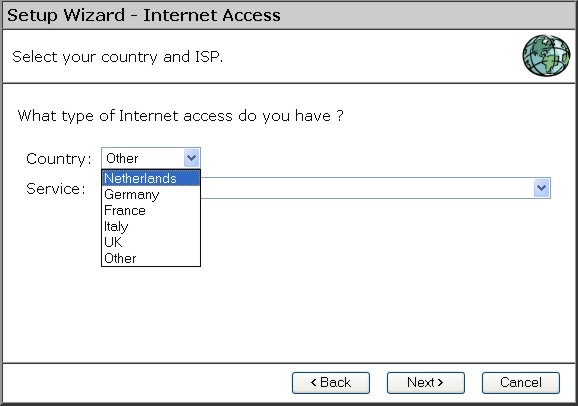 Setup Wizard - Internet Access
Select your country and ISP.
What type of Internet access do you have ?
Country: Other
Netherlands
Service:
Germany
France
Italy
UK
Other
< Back Next > Cancel